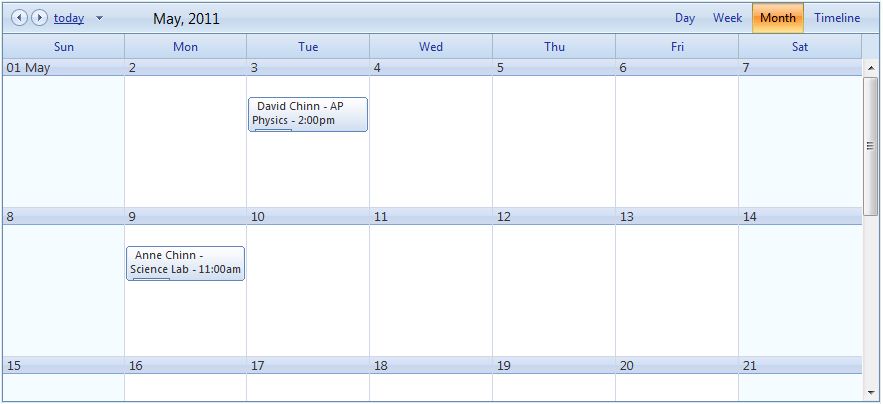 today May, 2011 Day Week Month Timeline
Sun Mon Tue Wed Thu Fri Sat
01 May 2 3 4 5 6 7
David Chinn - AP
Physics - 2:00pm
8 9 10 11 12 13 14
Anne Chinn -
Science Lab - 11:00am
15 16 17 18 19 20 21